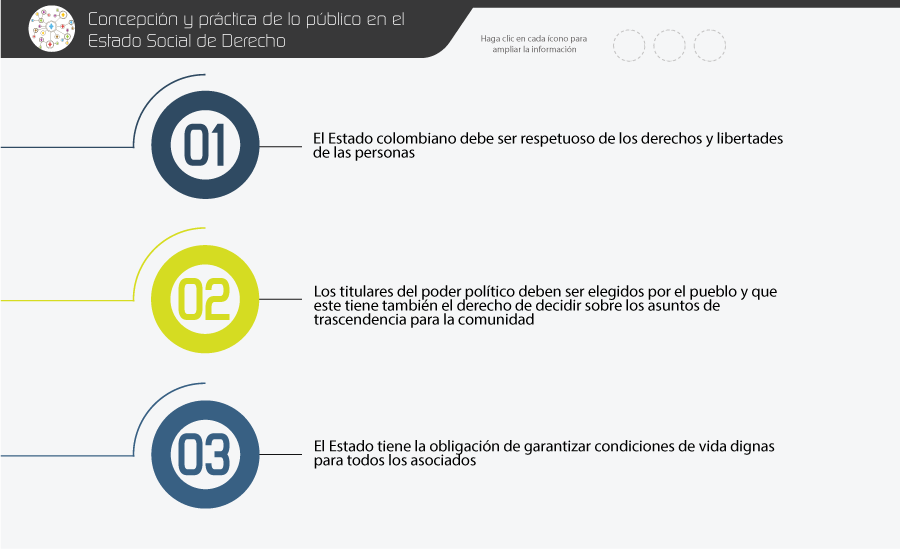 Concepción y práctica de lo público en el
Estado Social de Derecho
Haga clic en cada ícono para
ampliar la información
01
El Estado colombiano debe ser respetuoso de los derechos y libertades
de las personas
02
Los titulares del poder político deben ser elegidos por el pueblo y que
este tiene también el derecho de decidir sobre los asuntos de
trascendencia para la comunidad
03
El Estado tiene la obligación de garantizar condiciones de vida dignas
para todos los asociados